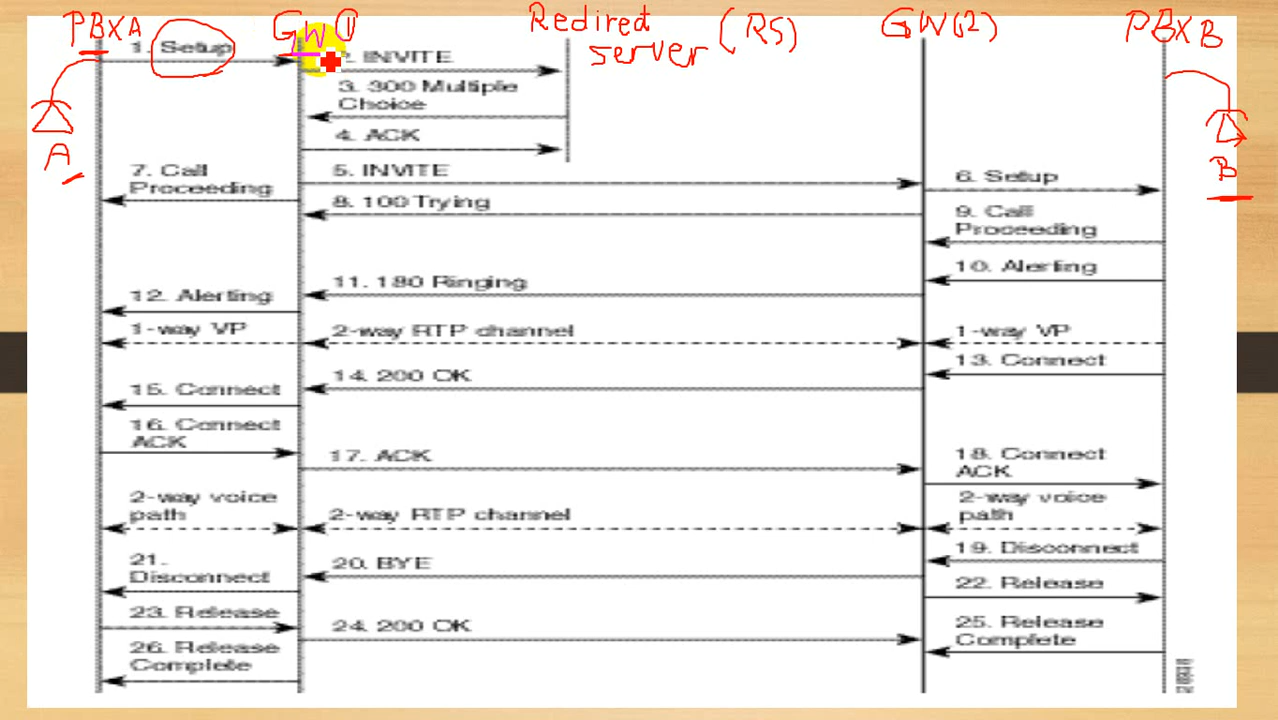 PBXA GW(1) Redired server (RS) GW(2) PBXB
A
B
1. Setup
2. INVITE
3. 300 Multiple
Choice
4. ACK
5. INVITE
6. Setup
7. Call
Proceeding
8. 100 Trying
9. Call
Proceeding
10. Alerting
11. 180 Ringing
12. Alerting
1-way VP
2-way RTP channel
1-way VP
13. Connect
14. 200 OK
15. Connect
16. Connect
ACK
17. ACK
18. Connect
ACK
2-way voice
path
2-way RTP channel
2-way voice
path
19. Disconnect
20. BYE
21.
Disconnect
22. Release
23. Release
24. 200 OK
25. Release
Complete
26. Release
Complete